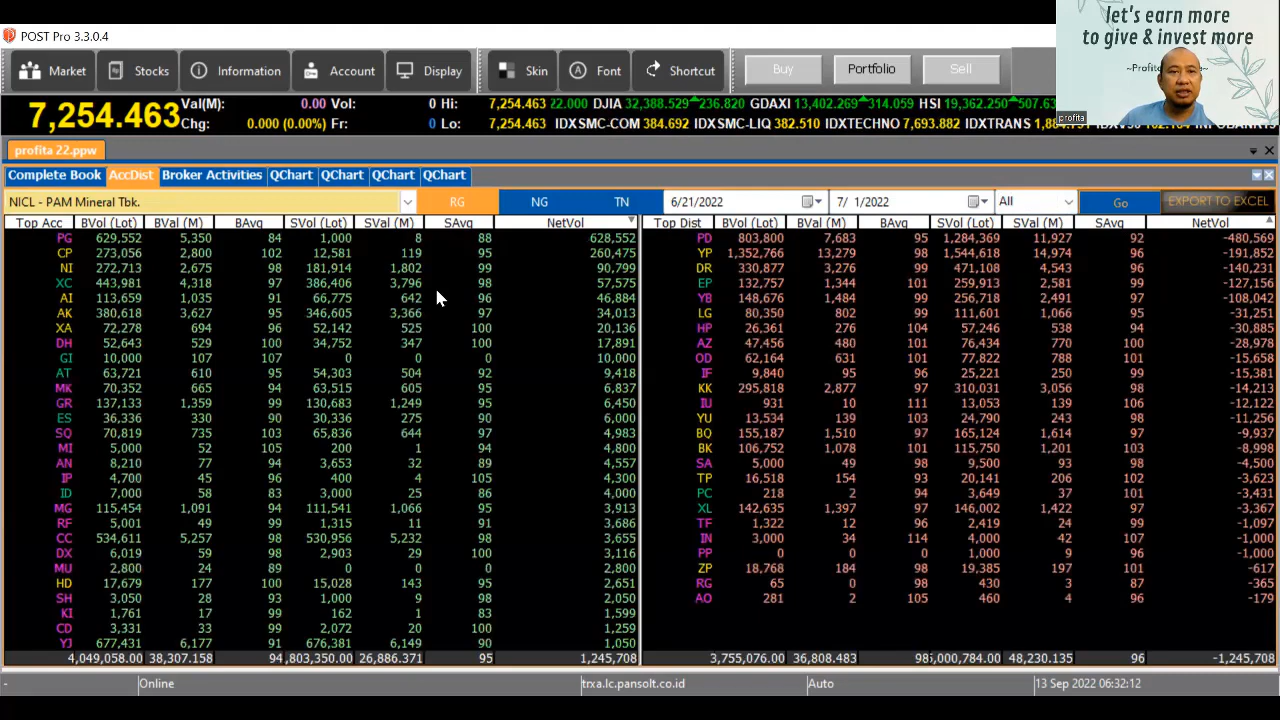 let's earn more
to give & invest more
~Profit
profita
POST Pro 3.3.0.4
Market Stocks Information Account Display Skin Font Shortcut Buy Portfolio Sell
7,254.463 Val(M): 0.00 Vol: 0 Hi: 7,254.463 22.000 DJIA 32,388.529 236.820 GDAXI 13,402.269 314.059 HSI 19,362.250 507.63
Chg: 0.000 (0.00%) Fr: 0 Lo: 7,254.463 IDXSMC-COM 384.692 IDXSMC-LIQ 382.510 IDXTECHNO 7,693.882 IDXTRANS
profita 22.ppw
Complete Book AccDist Broker Activities QChart QChart QChart QChart
NICL - PAM Mineral Tbk. RG NG TN 6/21/2022 7/ 1/2022 All Go EXPORT TO EXCEL
Top Acc BVol (Lot) BVal (M) BAvg SVol (Lot) SVal (M) SAvg NetVol Top Dist BVol (Lot) BVal (M) BAvg SVol (Lot) SVal (M) SAvg NetVol
PG 629,552 5,350 84 1,000 8 88 628,552 PD 803,800 7,683 95 1,284,369 11,927 92 -480,569
CP 273,056 2,800 102 12,581 119 95 260,475 YP 1,352,766 13,279 98 1,544,618 14,974 96 -191,852
NI 272,713 2,675 98 181,914 1,802 99 90,799 DR 330,877 3,276 99 471,108 4,543 96 -140,231
XC 443,981 4,318 97 386,406 3,796 98 57,575 EP 132,757 1,344 101 259,913 2,581 99 -127,156
AI 113,659 1,035 91 66,775 642 96 46,884 YB 148,676 1,484 99 256,718 2,491 97 -108,042
AK 380,618 3,627 95 346,605 3,366 97 34,013 LG 80,350 802 99 111,601 1,066 95 -31,251
XA 72,278 694 96 52,142 525 100 20,136 HP 26,361 276 104 57,246 538 94 -30,885
DH 52,643 529 100 34,752 347 100 17,891 AZ 47,456 480 101 76,434 770 100 -28,978
GI 10,000 107 107 0 0 0 10,000 OD 62,164 631 101 77,822 788 101 -15,658
AT 63,721 610 95 54,303 504 92 9,418 IF 9,840 95 96 25,221 250 99 -15,381
MK 70,352 665 94 63,515 605 95 6,837 KK 295,818 2,877 97 310,031 3,056 98 -14,213
GR 137,133 1,359 99 130,683 1,249 95 6,450 IU 931 10 111 13,053 139 106 -12,122
ES 36,336 330 90 30,336 275 90 6,000 YU 13,534 139 103 24,790 243 98 -11,256
SQ 70,819 735 103 65,836 644 97 4,983 BQ 155,187 1,510 97 165,124 1,614 97 -9,937
MI 5,000 52 105 200 1 94 4,800 BK 106,752 1,078 101 115,750 1,201 103 -8,998
AN 8,210 77 94 3,653 32 89 4,557 SA 5,000 49 98 9,500 93 98 -4,500
IP 4,700 45 96 400 4 105 4,300 TP 16,518 154 93 20,141 206 102 -3,623
ID 7,000 58 83 3,000 25 86 4,000 PC 218 2 94 3,649 37 101 -3,431
MG 115,454 1,091 94 111,541 1,066 95 3,913 XL 142,635 1,397 97 146,002 1,422 97 -3,367
RF 5,001 49 99 1,315 11 91 3,686 TF 1,322 12 96 2,419 24 99 -1,097
CC 534,611 5,257 98 530,956 5,232 98 3,655 IN 3,000 34 114 4,000 42 107 -1,000
DX 6,019 59 98 2,903 29 100 3,116 PP 0 0 0 1,000 9 96 -1,000
MU 2,800 24 89 0 0 0 2,800 ZP 18,768 184 98 19,385 197 101 -617
HD 17,679 177 100 15,028 143 95 2,651 RG 65 0 98 430 3 87 -365
SH 3,050 28 93 1,000 9 98 2,050 AO 281 2 105 460 4 96 -179
KI 1,761 17 99 162 1 83 1,599
CD 3,331 33 99 2,072 20 100 1,259
YJ 677,431 6,177 91 676,381 6,149 90 1,050
4,049,058.00 38,307.158 94 ,803,350.00 26,886.371 95 1,245,708 3,755,076.00 36,808.483 98 ,000,784.00 48,230.135 96 -1,245,708
- Online trxa.lc.pansolt.co.id Auto 13 Sep 2022 06:32:12